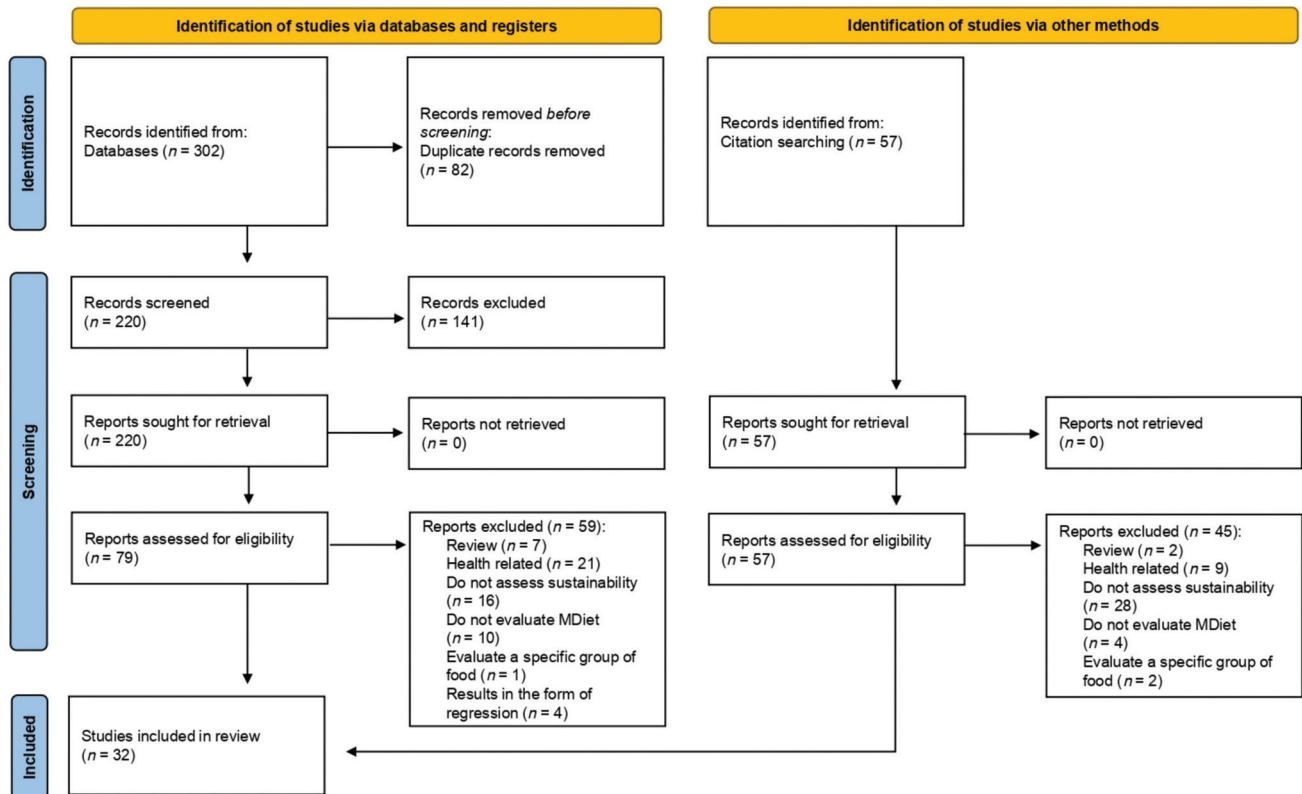 Identification of studies via databases and registers
Identification of studies via other methods
Identification
Records identified from:
Databases (n = 302)
Records removed before
screening:
Duplicate records removed
(n = 82)
Records identified from:
Citation searching (n = 57)
Screening
Records screened
(n = 220)
Records excluded
(n = 141)
Reports sought for retrieval
(n = 220)
Reports not retrieved
(n = 0)
Reports sought for retrieval
(n = 57)
Reports not retrieved
(n = 0)
Reports assessed for eligibility
(n = 79)
Reports excluded (n = 59):
Review (n = 7)
Health related (n = 21)
Do not assess sustainability
(n = 16)
Do not evaluate MDiet
(n = 10)
Evaluate a specific group of
food (n = 1)
Results in the form of
regression (n = 4)
Reports assessed for eligibility
(n = 57)
Reports excluded (n = 45):
Review (n = 2)
Health related (n = 9)
Do not assess sustainability
(n = 28)
Do not evaluate MDiet
(n = 4)
Evaluate a specific group of
food (n = 2)
Included
Studies included in review
(n = 32)